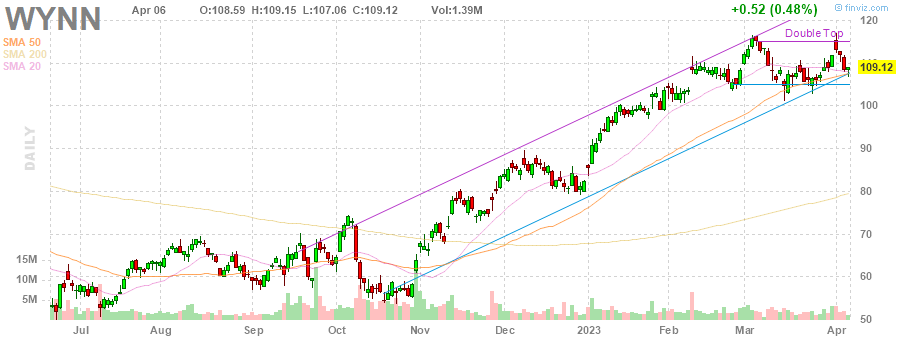 WYNN Apr 06 O:108.59 H:109.15 L:107.06 C:109.12 Vol:1.39M +0.52 (0.48%)
© finviz.com
SMA 50
SMA 200
SMA 20
DAILY
Double Top
120
109.12
100
90
80
70
60
50
15M
10M
5M
Jul Aug Sep Oct Nov Dec 2023 Feb Mar Apr